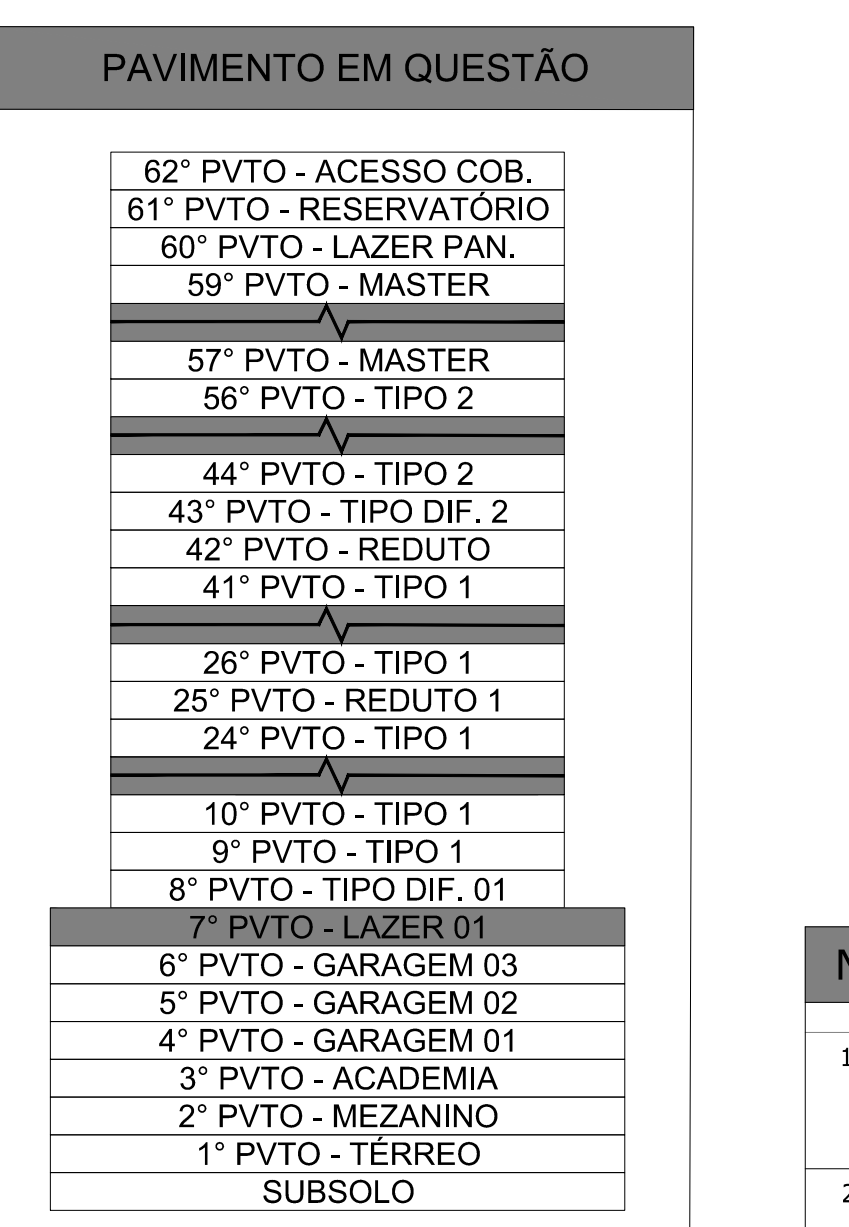 PAVIMENTO EM QUESTÃO
62° PVTO - ACESSO COB.
61° PVTO - RESERVATÓRIO
60° PVTO - LAZER PAN.
59° PVTO - MASTER
57° PVTO - MASTER
56° PVTO - TIPO 2
44° PVTO - TIPO 2
43° PVTO - TIPO DIF. 2
42° PVTO - REDUTO
41° PVTO - TIPO 1
26° PVTO - TIPO 1
25° PVTO - REDUTO 1
24° PVTO - TIPO 1
10° PVTO - TIPO 1
9° PVTO - TIPO 1
8° PVTO - TIPO DIF. 01
7° PVTO - LAZER 01
6° PVTO - GARAGEM 03
5° PVTO - GARAGEM 02
4° PVTO - GARAGEM 01
3° PVTO - ACADEMIA
2° PVTO - MEZANINO
1° PVTO - TÉRREO
SUBSOLO
1
2